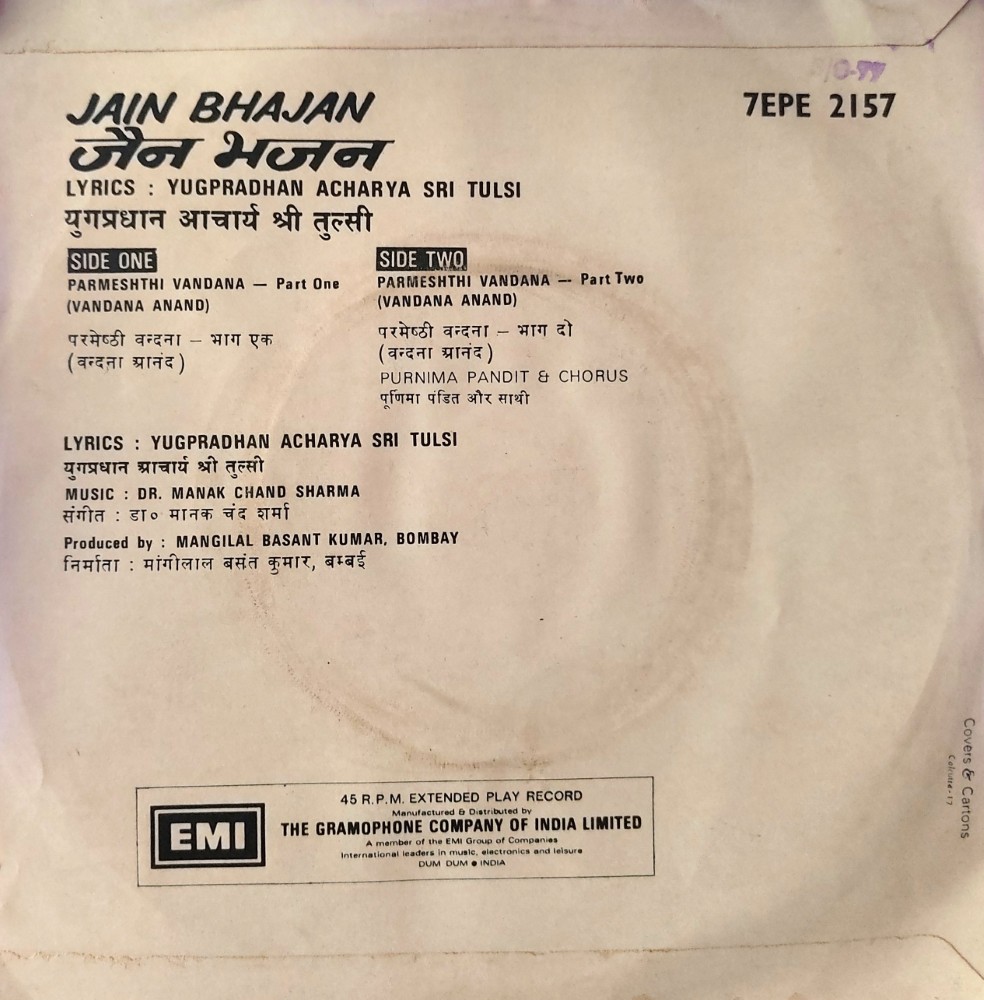 7EPE 2157
JAIN BHAJAN
जैन भजन
LYRICS : YUGPRADHAN ACHARYA SRI TULSI
युगप्रधान आचार्य श्री तुल्सी
SIDE ONE
PARMESHTHI VANDANA — Part One
(VANDANA ANAND)
परमेष्ठी वन्दना – भाग एक
(वन्दना आनंद)
SIDE TWO
PARMESHTHI VANDANA — Part Two
(VANDANA ANAND)
परमेष्ठी वन्दना – भाग दो
(वन्दना आनंद)
PURNIMA PANDIT & CHORUS
पूर्णिमा पंडित और साथी
LYRICS : YUGPRADHAN ACHARYA SRI TULSI
युगप्रधान आचार्य श्री तुल्सी
MUSIC : DR. MANAK CHAND SHARMA
संगीत : डा० मानक चंद शर्मा
Produced by : MANGILAL BASANT KUMAR, BOMBAY
निर्माता : मांगीलाल बसंत कुमार, बम्बई
EMI
45 R.P.M. EXTENDED PLAY RECORD
Manufactured & Distributed by
THE GRAMOPHONE COMPANY OF INDIA LIMITED
A member of the EMI Group of Companies
International leaders in music, electronics and leisure
DUM DUM ● INDIA
Covers & Cartons
Calcutta-17